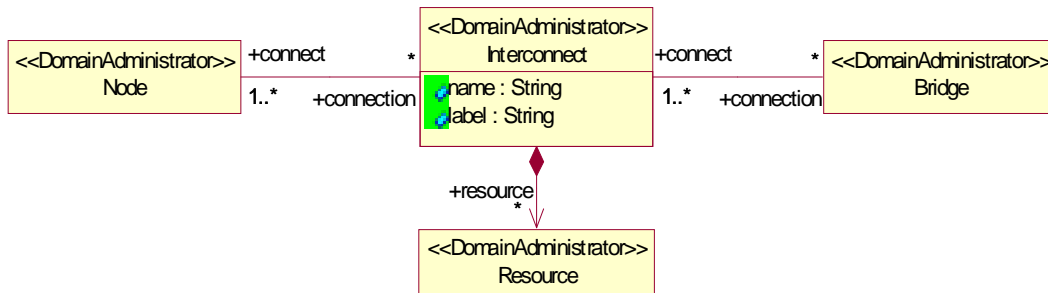 <<DomainAdministrator>>
Node
+connect
*
1..*
+connection
<<DomainAdministrator>>
Interconnect
name : String
label : String
+connect
*
1..*
+connection
<<DomainAdministrator>>
Bridge
+resource
*
<<DomainAdministrator>>
Resource